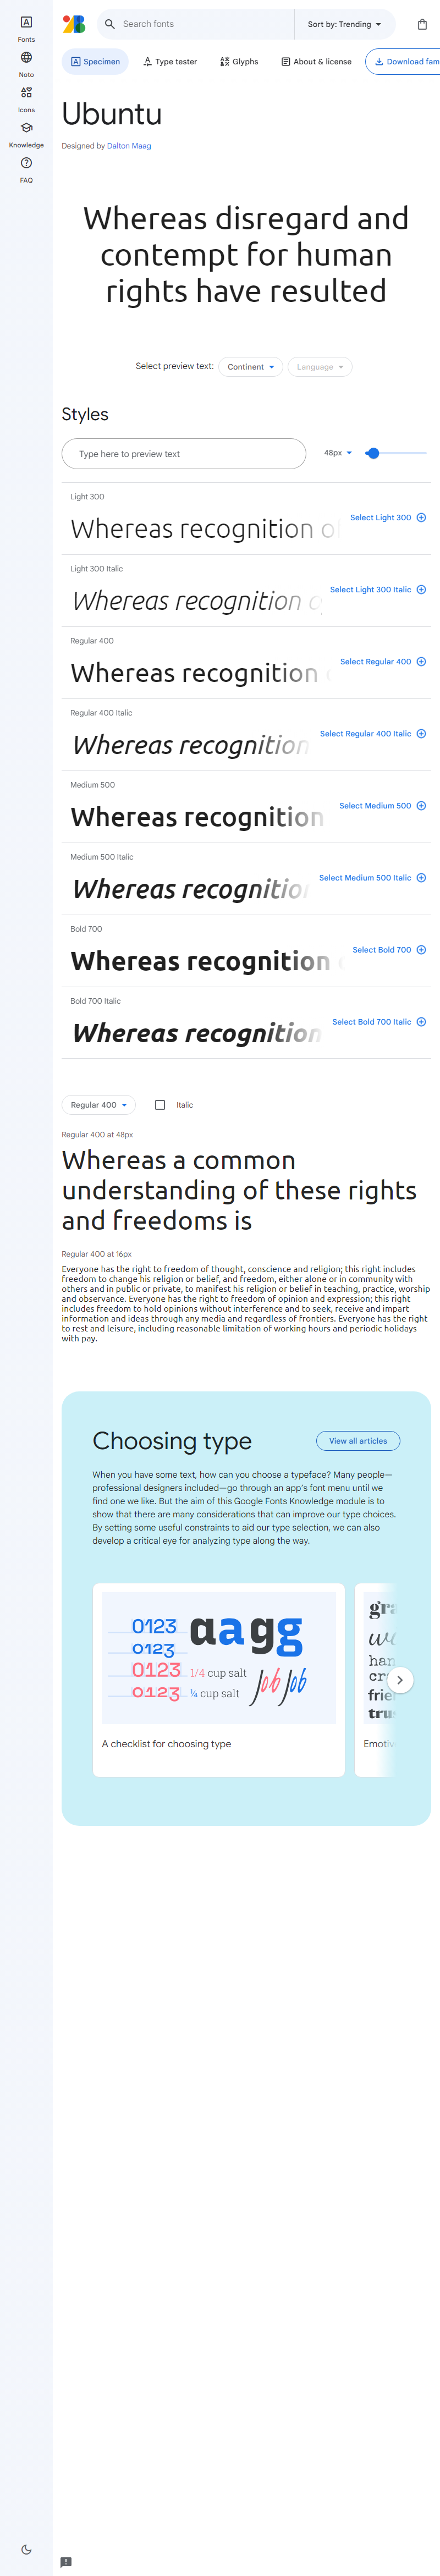 Fonts
Noto
Icons
Knowledge
FAQ
Search fonts
Sort by: Trending
Specimen
Type tester
Glyphs
About & license
Download fam
Ubuntu
Designed by Dalton Maag
Whereas disregard and
contempt for human
rights have resulted
Select preview text:
Continent
Language
Styles
Type here to preview text
48px
Light 300
Whereas recognition of
Select Light 300
Light 300 Italic
Whereas recognition o
Select Light 300 Italic
Regular 400
Whereas recognition
Select Regular 400
Regular 400 Italic
Whereas recognition
Select Regular 400 Italic
Medium 500
Whereas recognition
Select Medium 500
Medium 500 Italic
Whereas recognition
Select Medium 500 Italic
Bold 700
Whereas recognition
Select Bold 700
Bold 700 Italic
Whereas recognition
Select Bold 700 Italic
Regular 400
Italic
Regular 400 at 48px
Whereas a common
understanding of these rights
and freedoms is
Regular 400 at 16px
Everyone has the right to freedom of thought, conscience and religion; this right includes
freedom to change his religion or belief, and freedom, either alone or in community with
others and in public or private, to manifest his religion or belief in teaching, practice, worship
and observance. Everyone has the right to freedom of opinion and expression; this right
includes freedom to hold opinions without interference and to seek, receive and impart
information and ideas through any media and regardless of frontiers. Everyone has the right
to rest and leisure, including reasonable limitation of working hours and periodic holidays
with pay.
Choosing type
View all articles
When you have some text, how can you choose a typeface? Many people—
professional designers included—go through an app's font menu until we
find one we like. But the aim of this Google Fonts Knowledge module is to
show that there are many considerations that can improve our type choices.
By setting some useful constraints to aid our type selection, we can also
develop a critical eye for analyzing type along the way.
0123
0123
0123
0123
aagg
1/4 cup salt
¼ cup salt
job job
gra
han
frien
trus
A checklist for choosing type
Emotiv